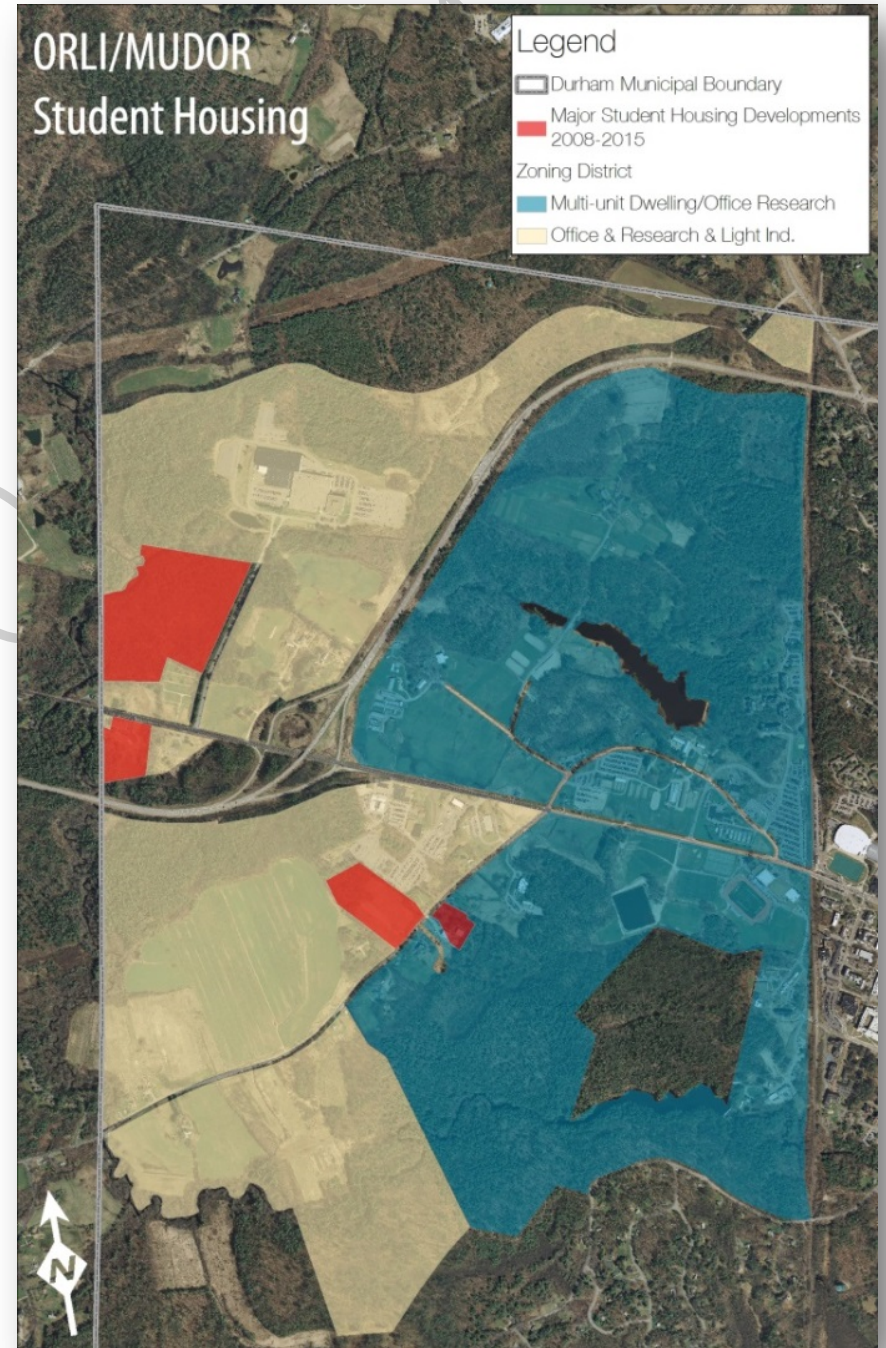 ORLI/MUDOR
Student Housing
Legend
Durham Municipal Boundary
Major Student Housing Developments
2008-2015
Zoning District
Multi-unit Dwelling/Office Research
Office & Research & Light Ind.
N